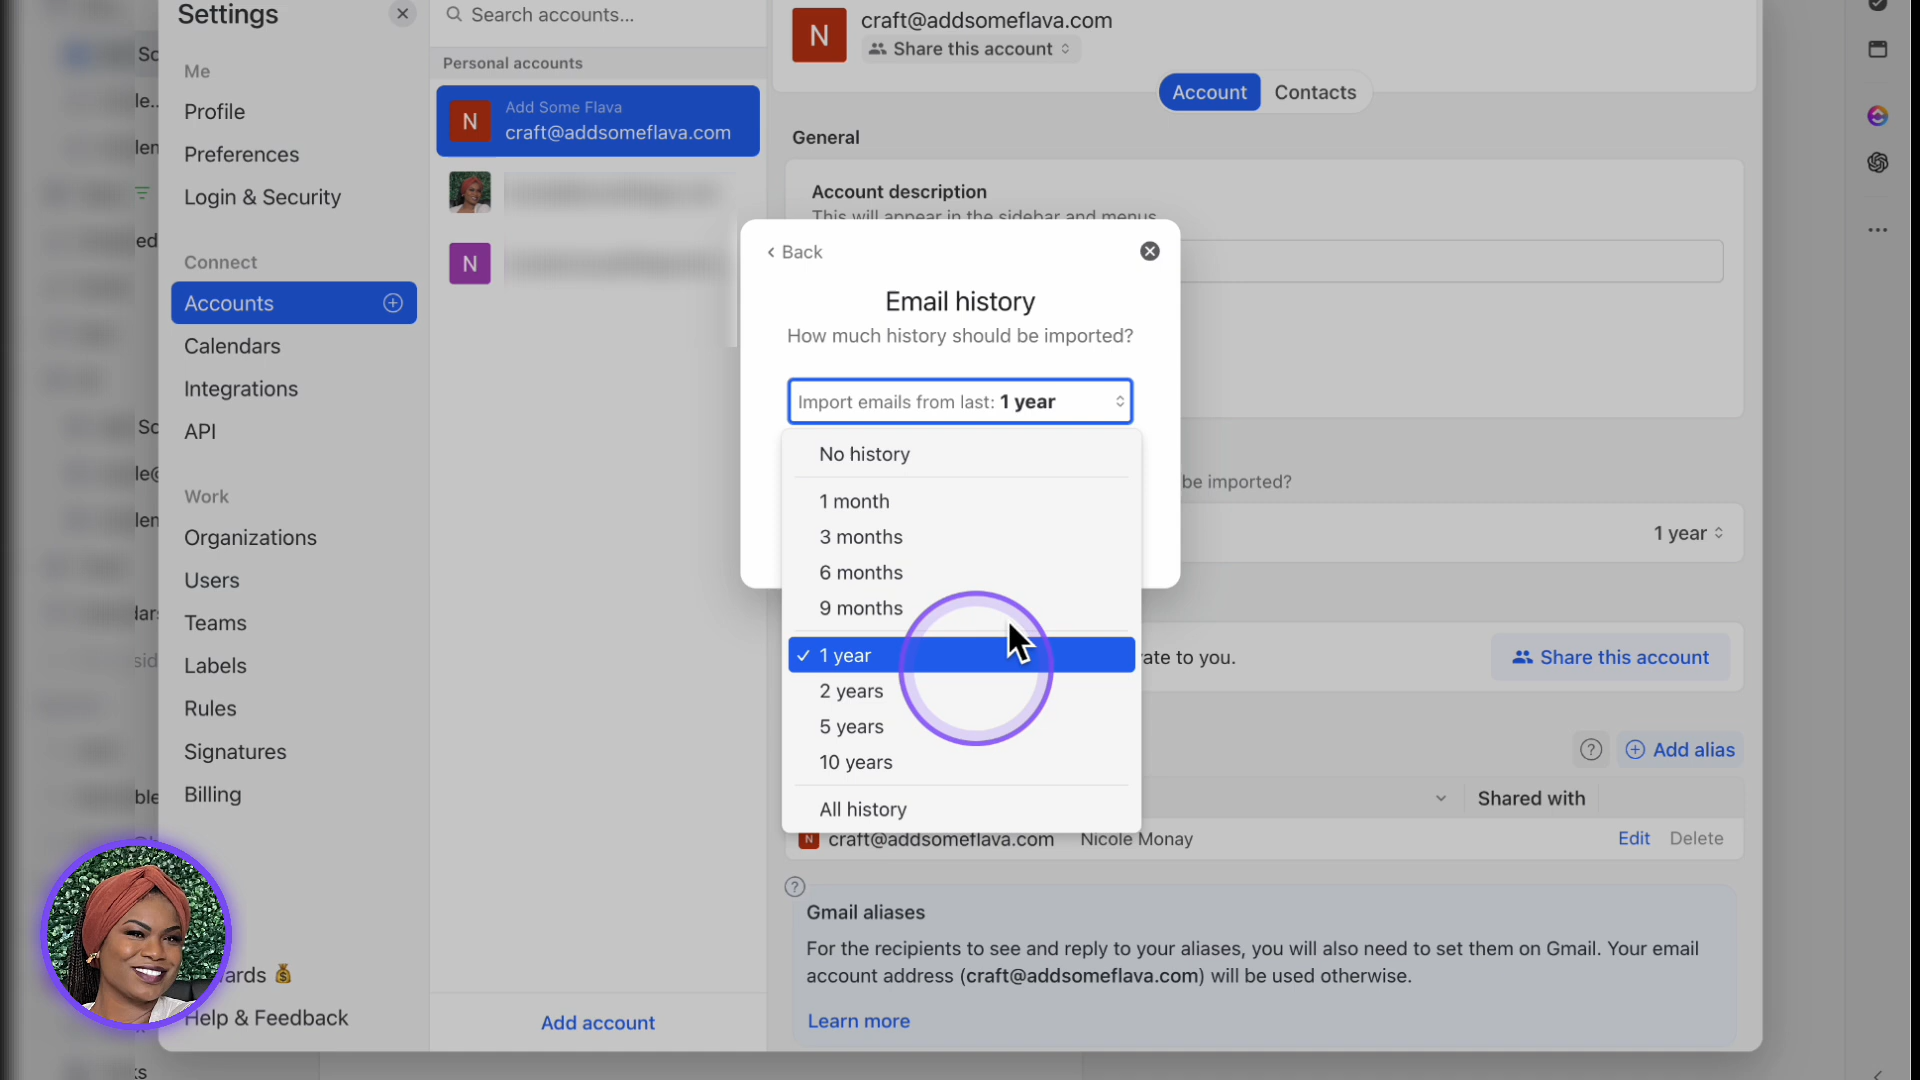 Settings
Me
Profile
Preferences
Login & Security
Connect
Accounts
Calendars
Integrations
API
Work
Organizations
Users
Teams
Labels
Rules
Signatures
Billing
ards 💰
Help & Feedback
Search accounts...
Personal accounts
N
Add Some Flava
craft@addsomeflava.com
N
Add account
N
craft@addsomeflava.com
Share this account
Account
Contacts
General
Account description
This will appear in the sidebar and menus
Back
Email history
How much history should be imported?
Import emails from last: 1 year
No history
1 month
3 months
6 months
9 months
1 year
2 years
5 years
10 years
All history
be imported?
1 year
ate to you.
Share this account
? Add alias
Shared with
N craft@addsomeflava.com Nicole Monay Edit Delete
?
Gmail aliases
For the recipients to see and reply to your aliases, you will also need to set them on Gmail. Your email
account address (craft@addsomeflava.com) will be used otherwise.
Learn more